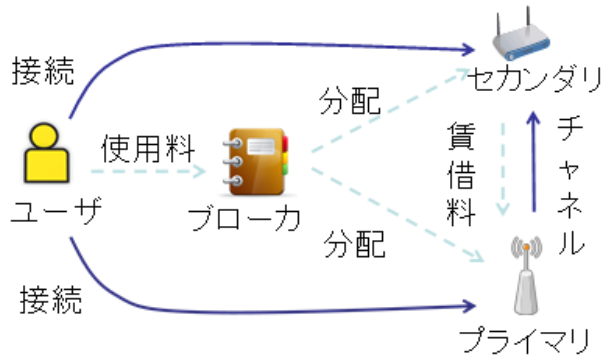 接続
セカンダリ
分配
使用料
賃借料
チャネル
ユーザ
ブローカ
分配
接続
プライマリ